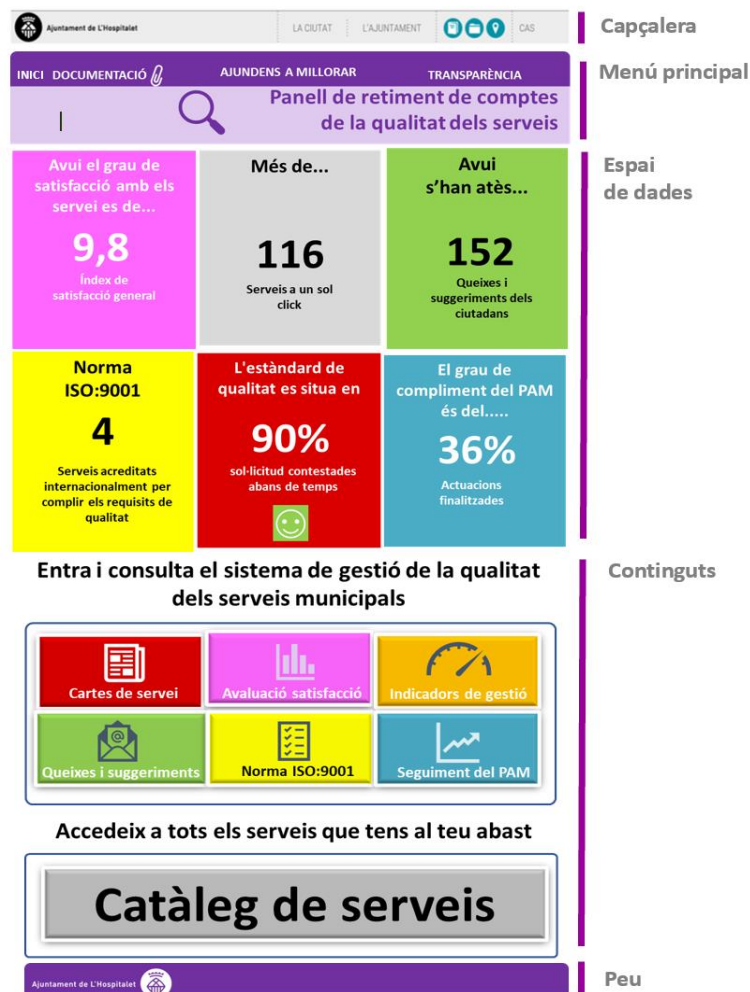 Ajuntament de L'Hospitalet
LA CIUTAT
L'AJUNTAMENT
CAS
Capçalera
INICI DOCUMENTACIÓ
AJUNDENS A MILLORAR
TRANSPARÈNCIA
Menú principal
Panell de retiment de comptes
de la qualitat dels serveis
Avui el grau de
satisfacció amb els
servei es de...
9,8
Índex de
satisfacció general
Més de...
116
Serveis a un sol
click
Avui
s'han atès...
152
Queixes i
suggeriments dels
ciutadans
Espai
de dades
Norma
ISO:9001
4
Serveis acreditats
internacionalment per
complir els requisits de
qualitat
L'estàndard de
qualitat es situa en
90%
sol·licitud contestades
abans de temps
El grau de
compliment del PAM
és del.....
36%
Actuacions
finalitzades
Entra i consulta el sistema de gestió de la qualitat
dels serveis municipals
Continguts
Cartes de servei
Avaluació satisfacció
Indicadors de gestió
Queixes i suggeriments
Norma ISO:9001
Seguiment del PAM
Accedeix a tots els serveis que tens al teu abast
Catàleg de serveis
Ajuntament de L'Hospitalet
Peu